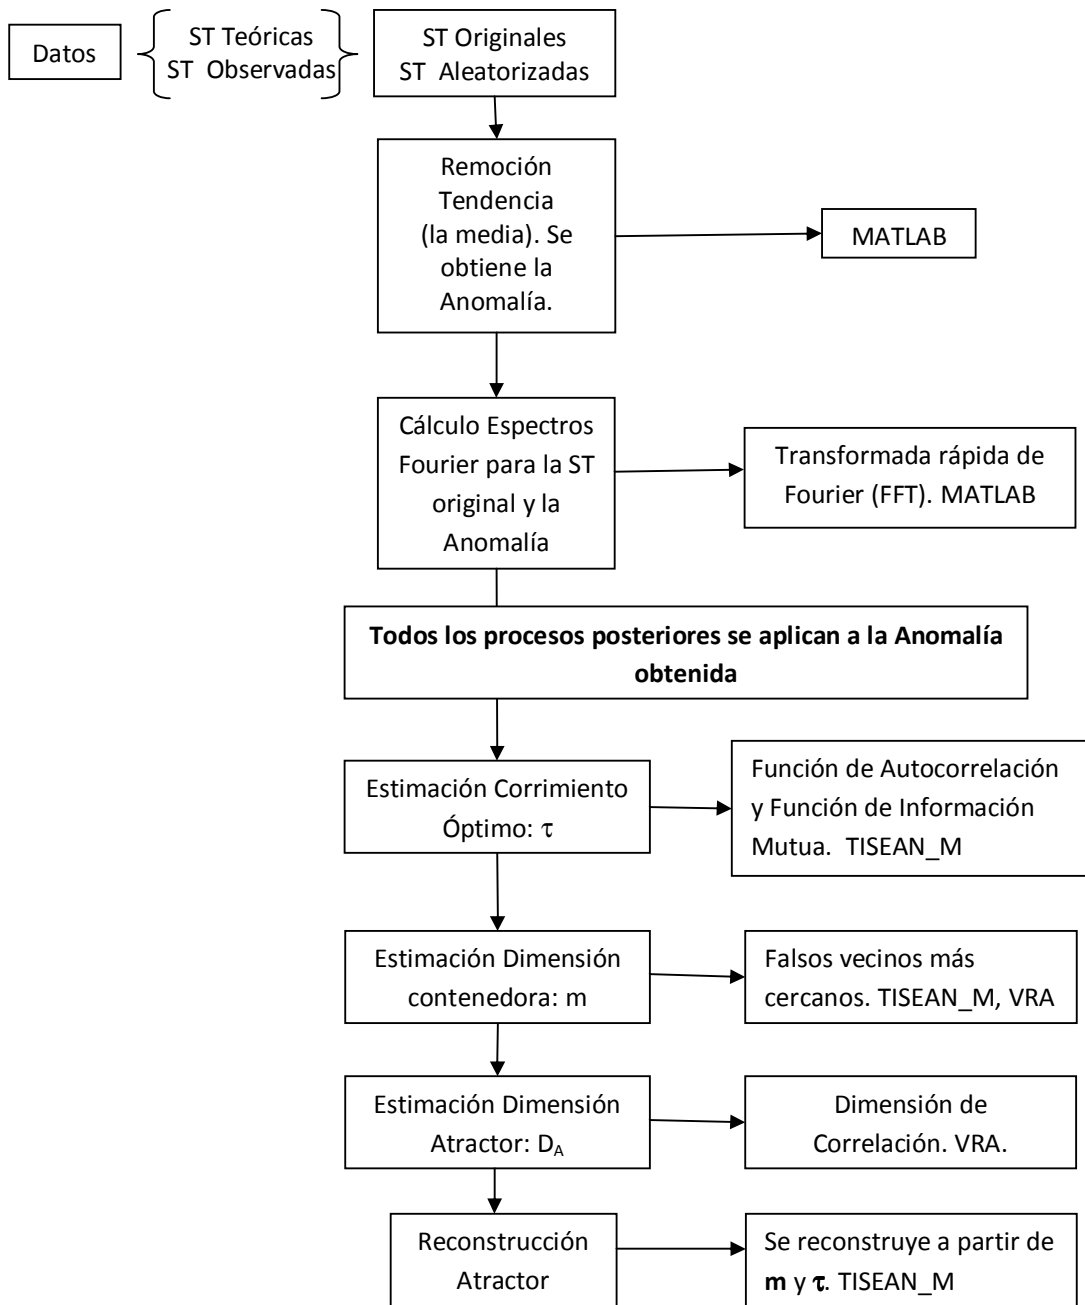 Datos
ST Teóricas
ST Observadas
ST Originales
ST Aleatorizadas
Remoción
Tendencia
(la media). Se
obtiene la
Anomalía.
MATLAB
Cálculo Espectros
Fourier para la ST
original y la
Anomalía
Transformada rápida de
Fourier (FFT). MATLAB
Todos los procesos posteriores se aplican a la Anomalía
obtenida
Estimación Corrimiento
Óptimo: τ
Función de Autocorrelación
y Función de Información
Mutua. TISEAN_M
Estimación Dimensión
contenedora: m
Falsos vecinos más
cercanos. TISEAN_M, VRA
Estimación Dimensión
Atractor: D_A
Dimensión de
Correlación. VRA.
Reconstrucción
Atractor
Se reconstruye a partir de
m y τ. TISEAN_M